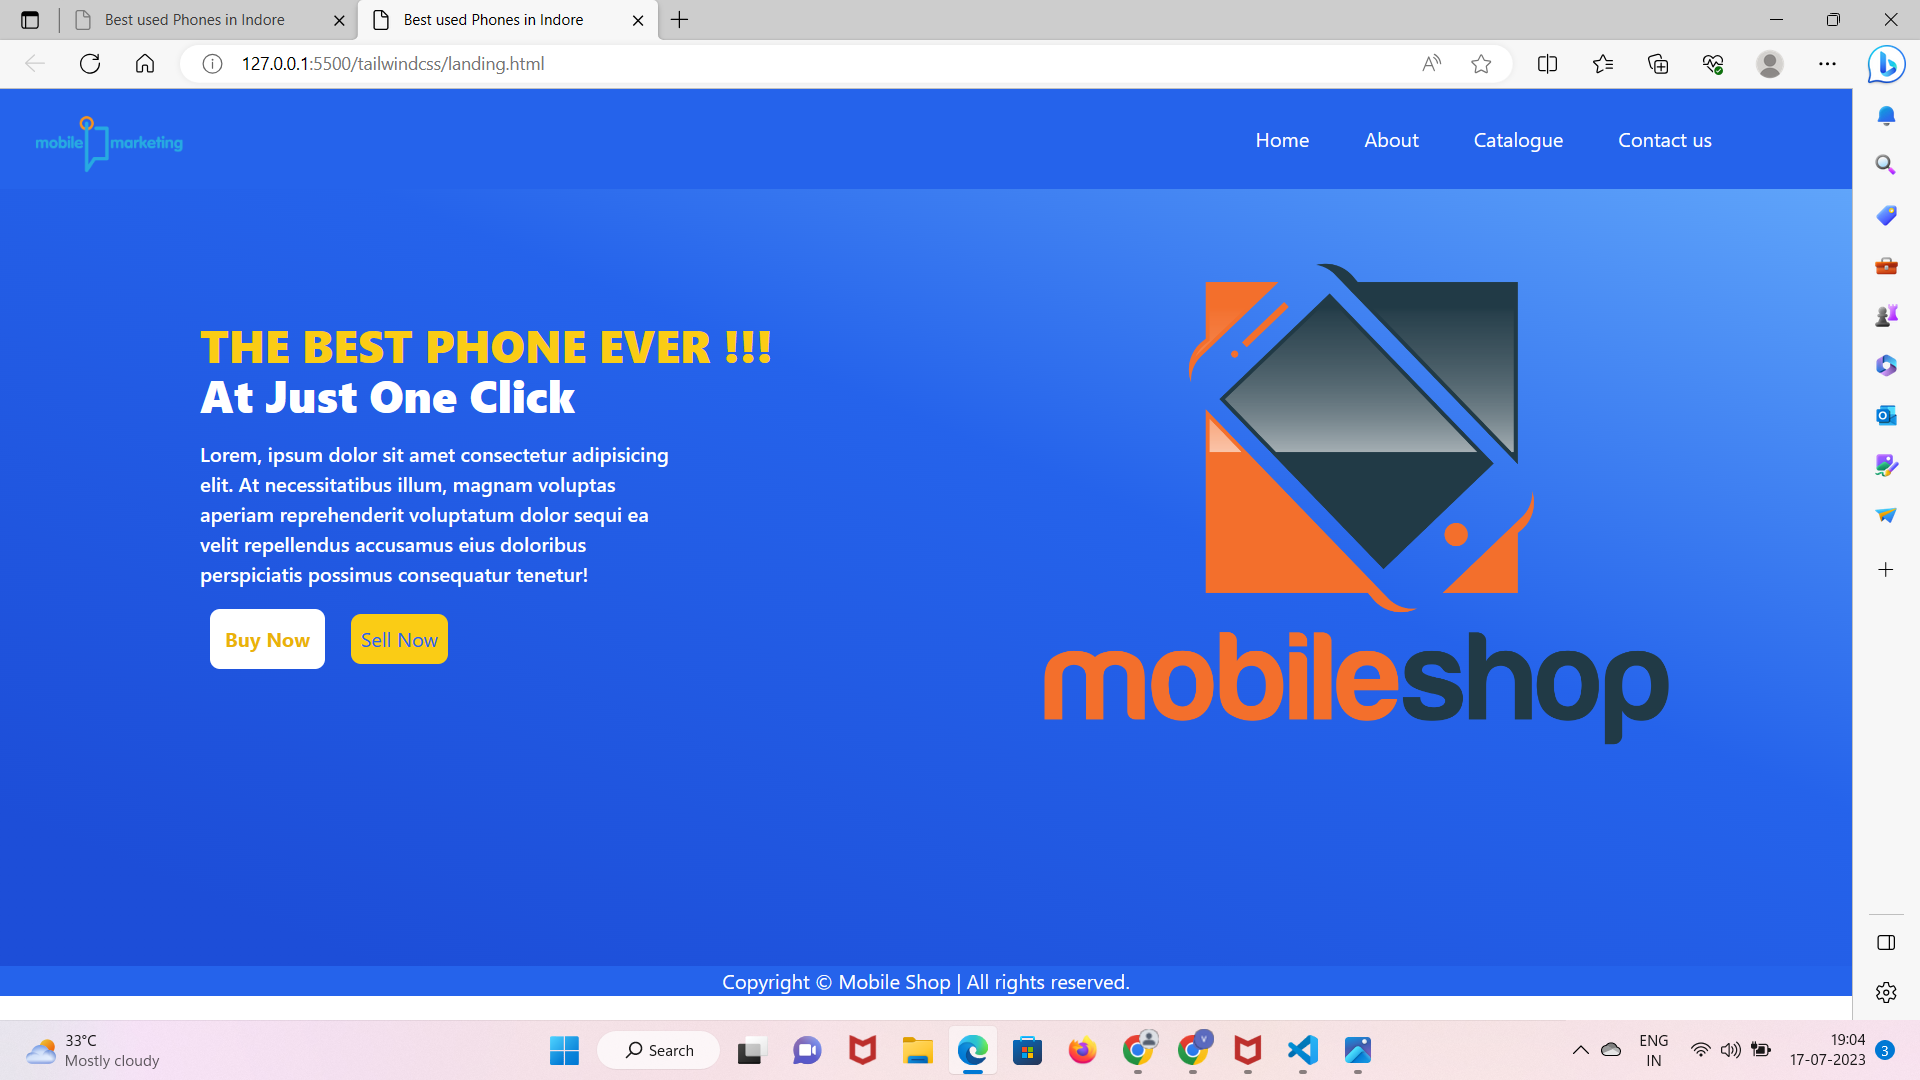 Best used Phones in Indore
Best used Phones in Indore
127.0.0.1:5500/tailwindcss/landing.html
mobile marketing
Home About Catalogue Contact us
THE BEST PHONE EVER !!!
At Just One Click
Lorem, ipsum dolor sit amet consectetur adipisicing
elit. At necessitatibus illum, magnam voluptas
aperiam reprehenderit voluptatum dolor sequi ea
velit repellendus accusamus eius doloribus
perspiciatis possimus consequatur tenetur!
Buy Now
Sell Now
mobileshop
Copyright © Mobile Shop | All rights reserved.
33°C
Mostly cloudy
Search
ENG
IN
19:04
17-07-2023
3